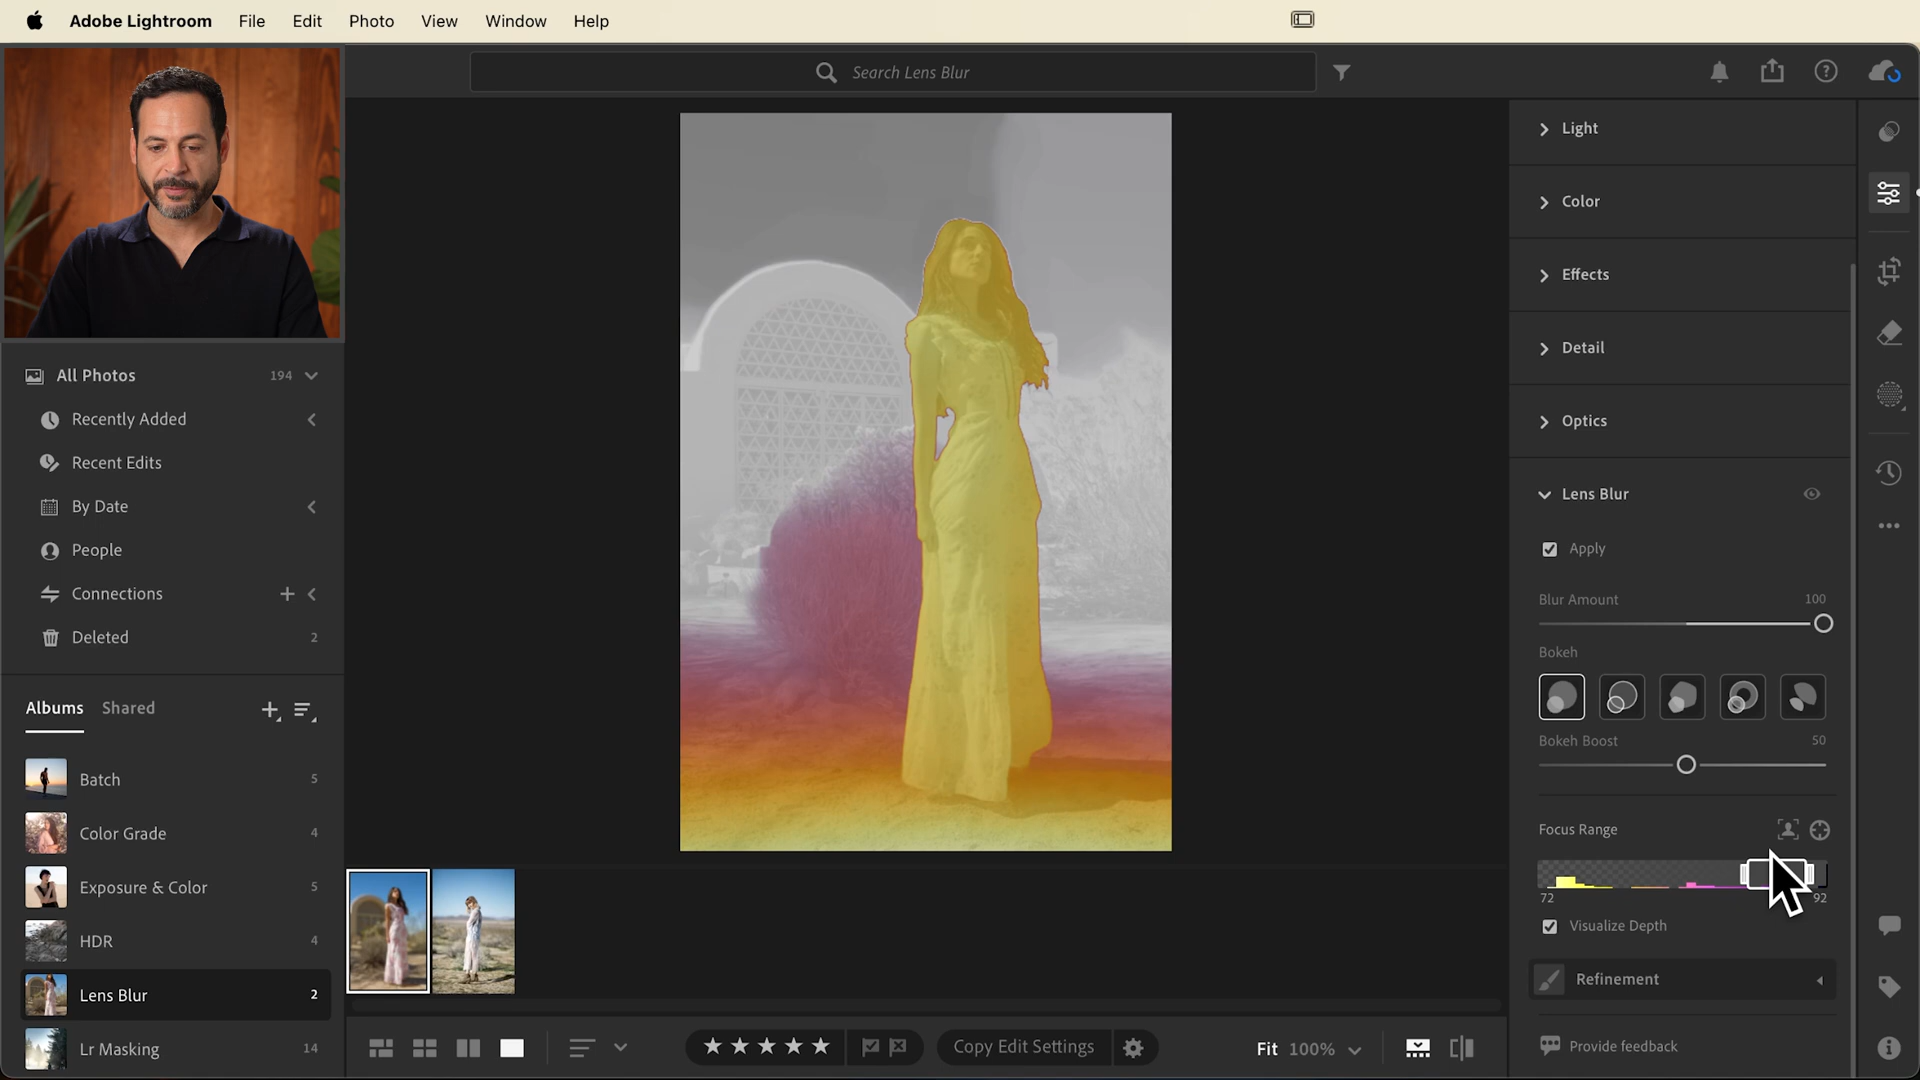 Adobe Lightroom File Edit Photo View Window Help
Search Lens Blur
All Photos 194
Recently Added
Recent Edits
By Date
People
Connections
Deleted 2
Albums Shared
Batch 5
Color Grade 4
Exposure & Color 5
HDR 4
Lens Blur 2
Lr Masking 14
Copy Edit Settings
Fit 100%
Light
Color
Effects
Detail
Optics
Lens Blur
Apply
Blur Amount 100
Bokeh
Bokeh Boost 50
Focus Range
72 92
Visualize Depth
Refinement
Provide feedback